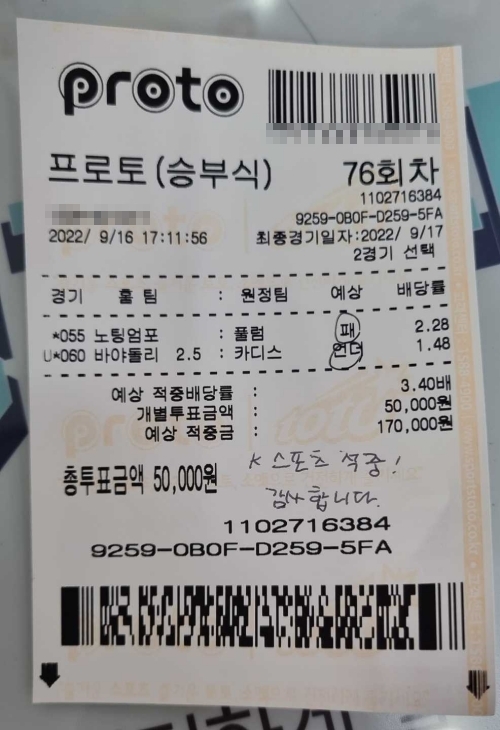 proto
프로토(승부식) 76회차
1102716384
9259-0B0F-D259-5FA
2022/ 9/16 17:11:56 최종경기일자:2022/ 9/17
2경기 선택
경기 홈 팀 : 원정팀 예상 배당률
*055 노팅엄포 : 풀럼 패 2.28
U*060 바야돌리 2.5 : 카디스 언더 1.48
예상 적중배당률 : 3.40배
개별투표금액 : 50,000원
예상 적중금 : 170,000원
총투표금액 50,000원
K 스포츠 적중!
감사합니다.
1102716384
9259-0B0F-D259-5FA